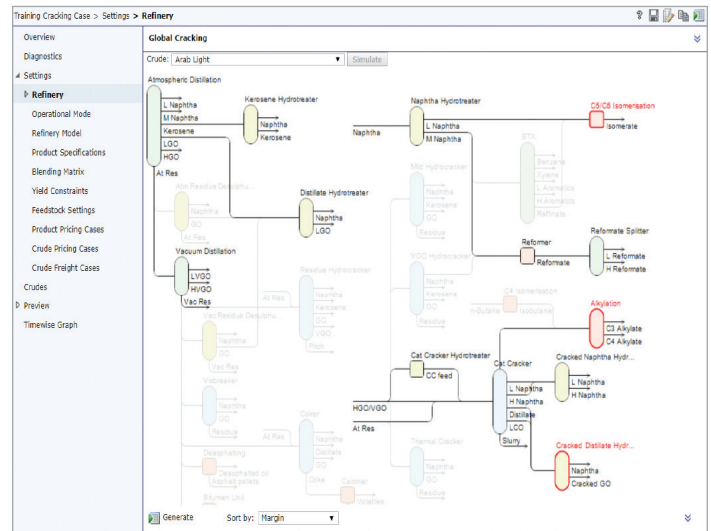 Training Cracking Case > Settings > Refinery
Overview
Diagnostics
Settings
Refinery
Operational Mode
Refinery Model
Product Specifications
Blending Matrix
Yield Constraints
Feedstock Settings
Product Pricing Cases
Crude Pricing Cases
Crude Freight Cases
Crudes
Preview
Timewise Graph
Global Cracking
Crude: Arab Light Simulate
Atmospheric Distillation
L Naphtha
M Naphtha
Kerosene
LGO
HGO
At Res
Kerosene Hydrotreater
Naphtha
Kerosene
Atm Residue Desulphu...
Naphtha
GO
At Res
Distillate Hydrotreater
Naphtha
LGO
Vacuum Distillation
LVGO
HVGO
Vac Res
Vac Residue Desulphu...
Naphtha
GO
Vac Res
Visbreaker
Naphtha
GO
Residue
Deasphalting
Deasphalted oil
Asphalt pellets
Bitumen Unit
Residue Hydrocracker
At Res
Naphtha
Kerosene
GO
VGO
Pitch
Coker
At Res
Naphtha
Distillate
GO
Coke
Calciner
Volatiles
Naphtha Hydrotreater
Naphtha
L Naphtha
M Naphtha
C5/C6 Isomerisation
Isomerate
BTX
Benzene
Xylene
L Aromatics
H Aromatics
Raffinate
Mild Hydrocracker
Naphtha
Kerosene
GO
Residue
Reformer
Reformate
Reformate Splitter
L Reformate
H Reformate
VGO Hydrocracker
Naphtha
Kerosene
GO
Residue
C4 Isomerisation
n-Butane
Isobutane
Alkylation
C3 Alkylate
C4 Alkylate
Cat Cracker Hydrotreater
CC feed
HGO/VGO
At Res
Cat Cracker
L Naphtha
H Naphtha
Distillate
LCO
Slurry
Cracked Naphtha Hydr...
L Naphtha
H Naphtha
Thermal Cracker
Naphtha
GO
Residue
Cracked Distillate Hydr...
Naphtha
Cracked GO
Generate Sort by: Margin